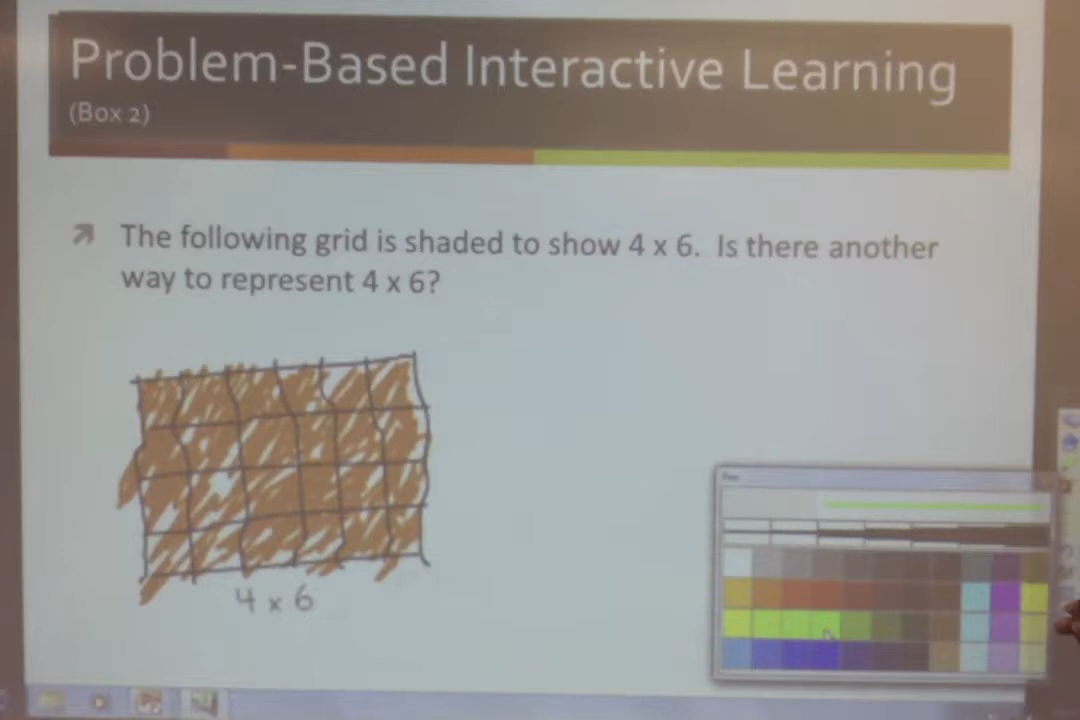 Problem-Based Interactive Learning
(Box 2)
The following grid is shaded to show 4 x 6. Is there another
way to represent 4 x 6?
4 x 6
Pen